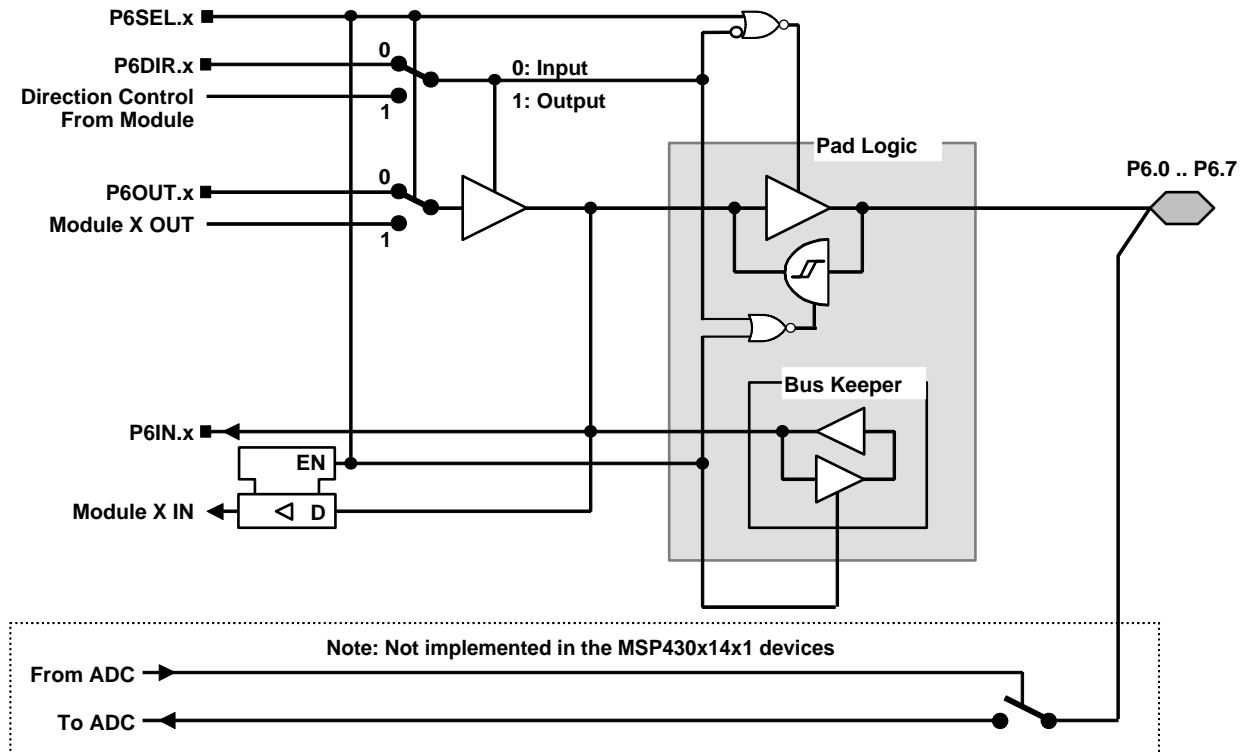 P6SEL.x
0
P6DIR.x
0: Input
Direction Control
From Module
1
1: Output
Pad Logic
P6.0 .. P6.7
0
P6OUT.x
Module X OUT
1
Bus Keeper
P6IN.x
EN
Module X IN
D
Note: Not implemented in the MSP430x14x1 devices
From ADC
To ADC